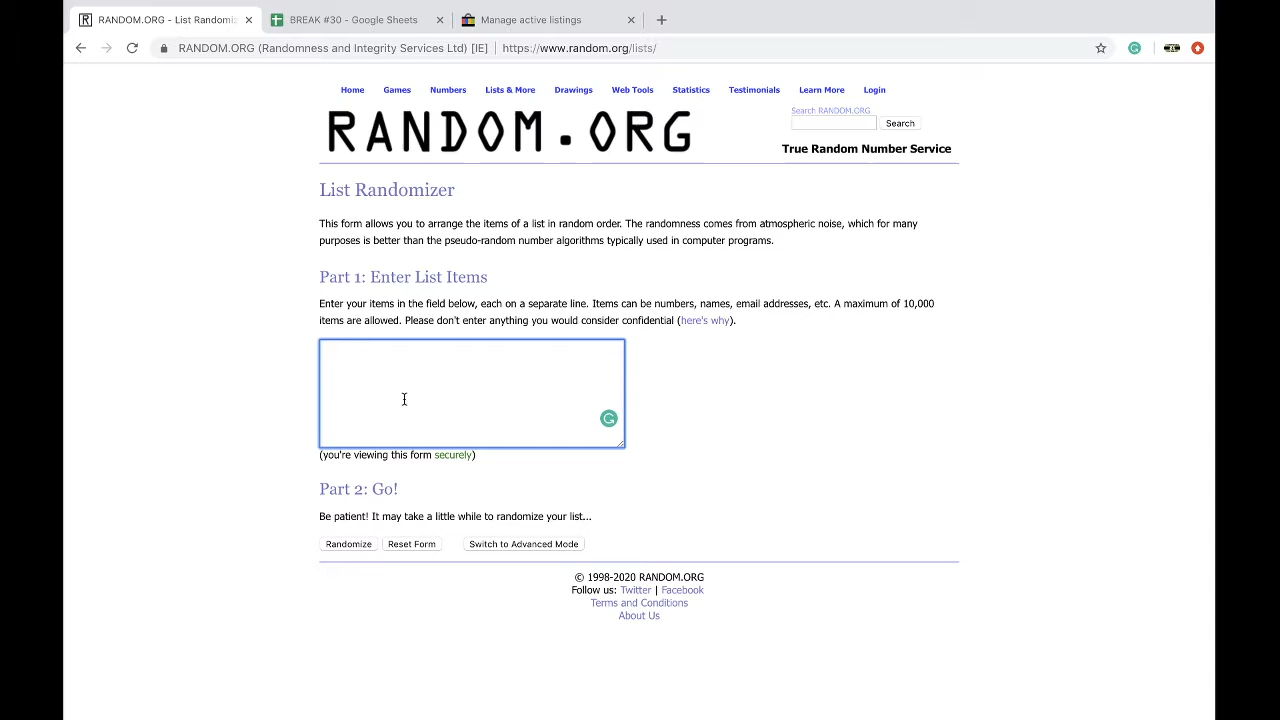 RANDOM.ORG - List Randomiz
BREAK #30 - Google Sheets
Manage active listings
RANDOM.ORG (Randomness and Integrity Services Ltd) [IE]
https://www.random.org/lists/
Home Games Numbers Lists & More Drawings Web Tools Statistics Testimonials Learn More Login
RANDOM.ORG
Search RANDOM.ORG
Search
True Random Number Service
List Randomizer
This form allows you to arrange the items of a list in random order. The randomness comes from atmospheric noise, which for many
purposes is better than the pseudo-random number algorithms typically used in computer programs.
Part 1: Enter List Items
Enter your items in the field below, each on a separate line. Items can be numbers, names, email addresses, etc. A maximum of 10,000
items are allowed. Please don't enter anything you would consider confidential (here's why).
(you're viewing this form securely)
Part 2: Go!
Be patient! It may take a little while to randomize your list...
Randomize Reset Form Switch to Advanced Mode
© 1998-2020 RANDOM.ORG
Follow us: Twitter | Facebook
Terms and Conditions
About Us